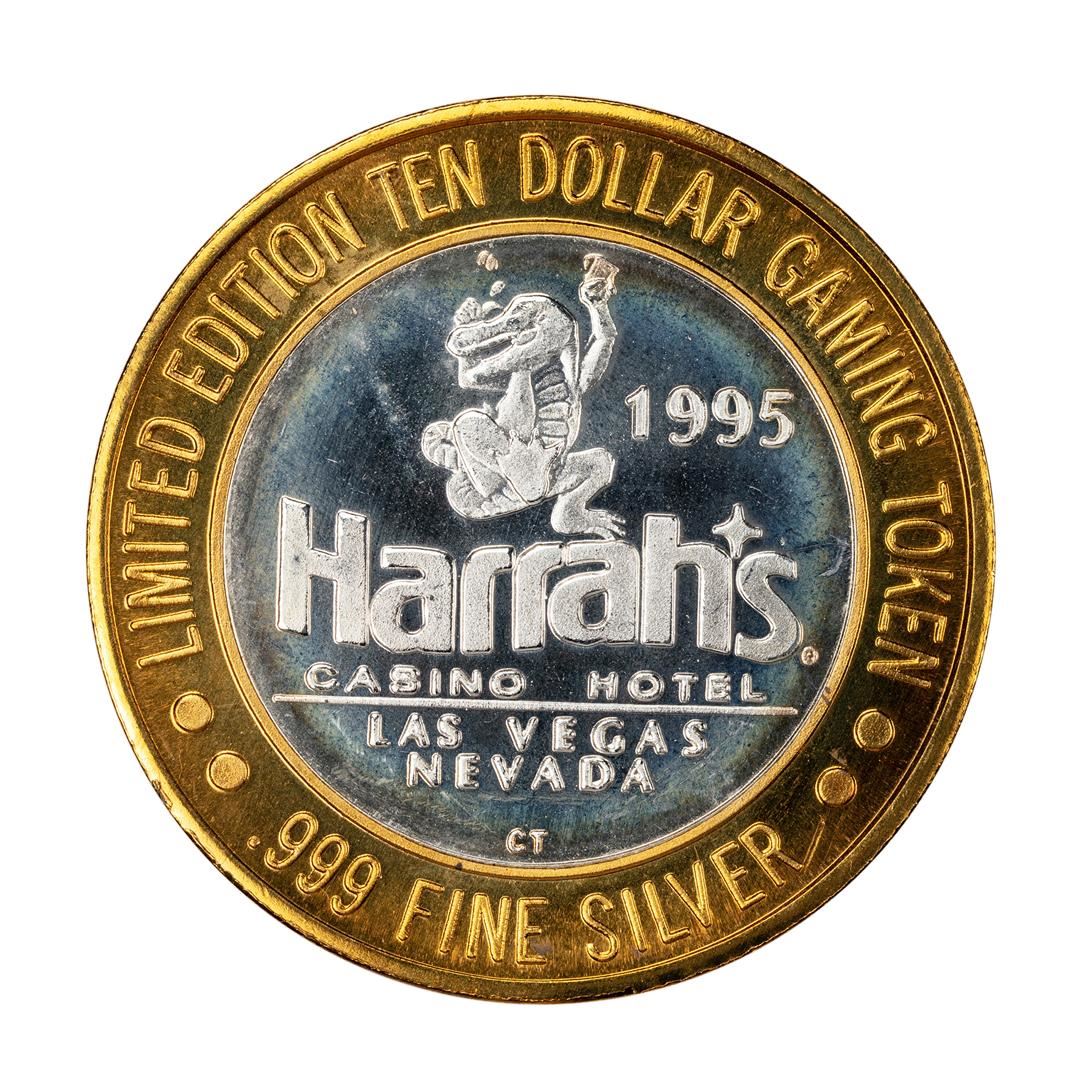 LIMITED EDITION TEN DOLLAR GAMING TOKEN
1995
Harrah's®
CASINO HOTEL
LAS VEGAS
NEVADA
CT
.999 FINE SILVER